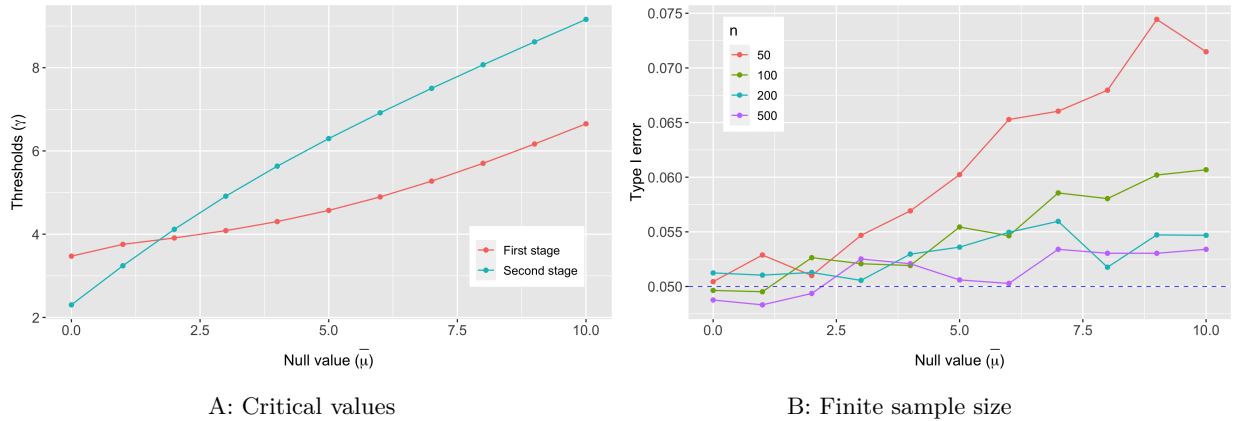 Thresholds (γ)
8
6
4
2
0.0 2.5 5.0 7.5 10.0
Null value (μ̅)
First stage
Second stage
A: Critical values
Type I error
0.075
0.070
0.065
0.060
0.055
0.050
0.0 2.5 5.0 7.5 10.0
Null value (μ̅)
n
50
100
200
500
B: Finite sample size